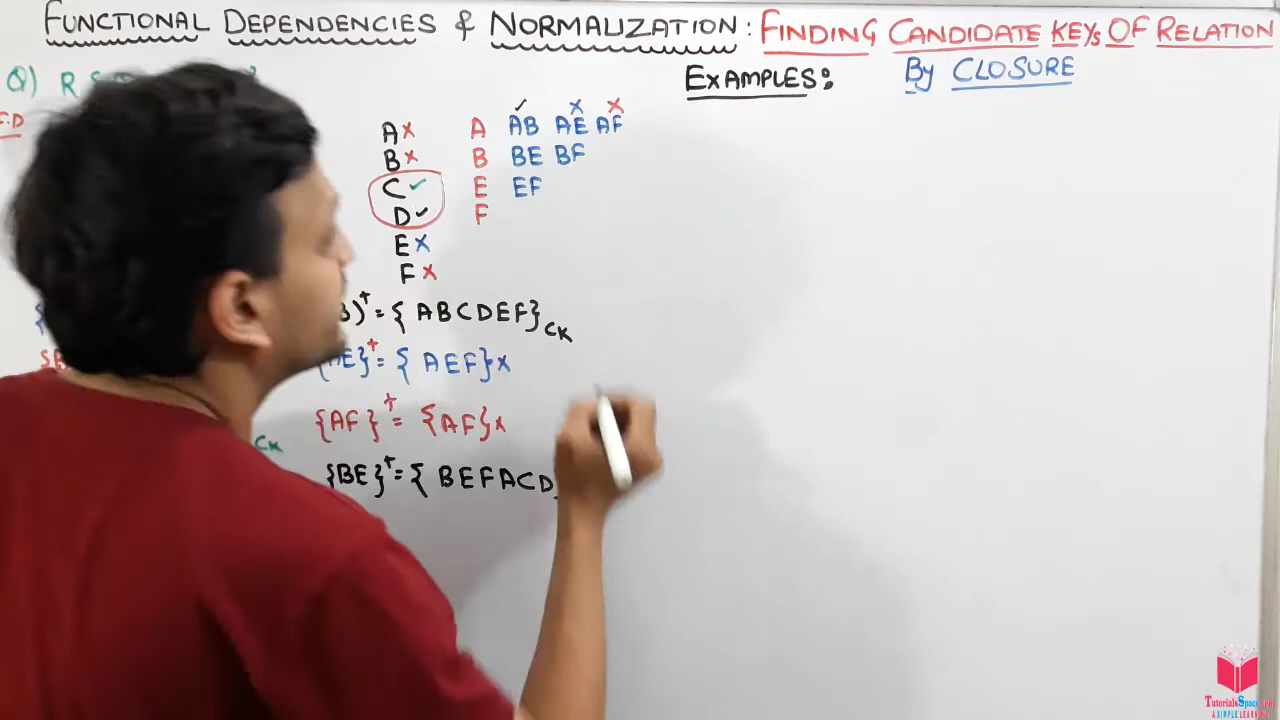 FUNCTIONAL DEPENDENCIES & NORMALIZATION : FINDING CANDIDATE KEYS OF RELATION
EXAMPLES: By CLOSURE
Q) R
F.D
A× A AB✓ AE× AF×
B× B BE BF
C✓ E EF
D✓ F
E×
F×
B)⁺ = { ABCDEF} CK
E}⁺ = { AEF}×
{AF}⁺ = {AF}×
CK
{BE}⁺ = { BEFACD
TutorialsSpace.net
A SIMPLE LEARNING